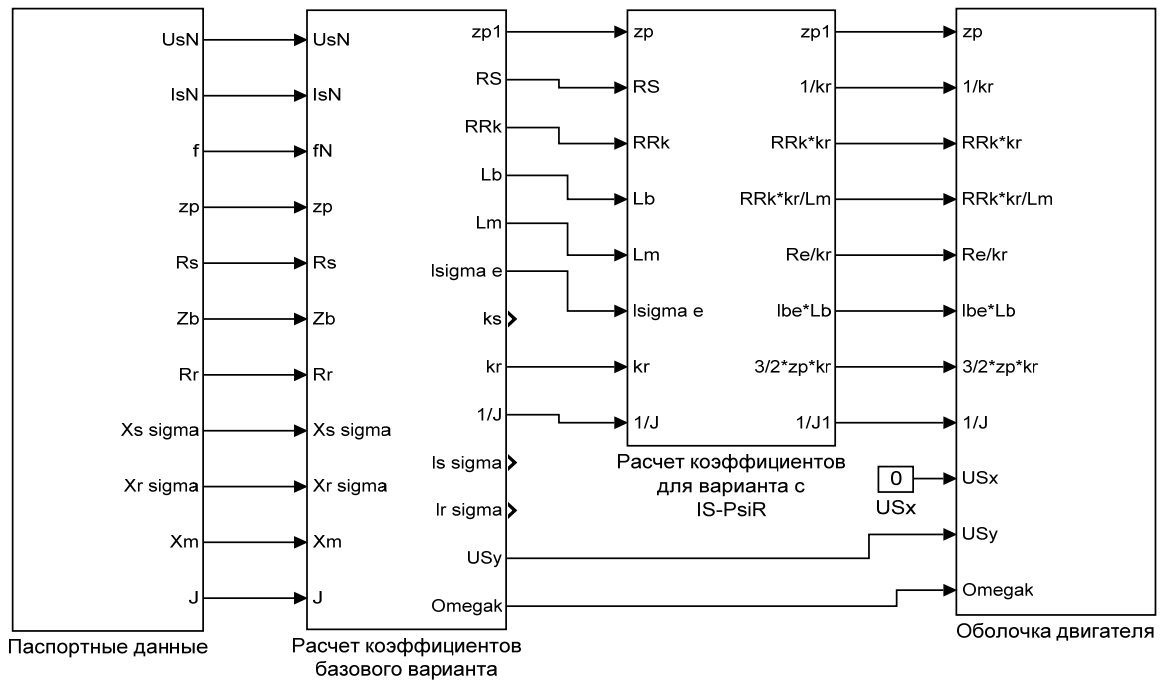 UsN
IsN
f
zp
Rs
Zb
Rr
Xs sigma
Xr sigma
Xm
J
Паспортные данные
UsN
IsN
fN
zp
Rs
Zb
Rr
Xs sigma
Xr sigma
Xm
J
zp1
RS
RRk
Lb
Lm
lsigma e
ks
kr
1/J
ls sigma
lr sigma
USy
Omegak
Расчет коэффициентов
базового варианта
zp
RS
RRk
Lb
Lm
lsigma e
kr
1/J
zp1
1/kr
RRk*kr
RRk*kr/Lm
Re/kr
lbe*Lb
3/2*zp*kr
1/J1
Расчет коэффициентов
для варианта с
IS-PsiR
0
USx
zp
1/kr
RRk*kr
RRk*kr/Lm
Re/kr
lbe*Lb
3/2*zp*kr
1/J
USx
USy
Omegak
Оболочка двигателя